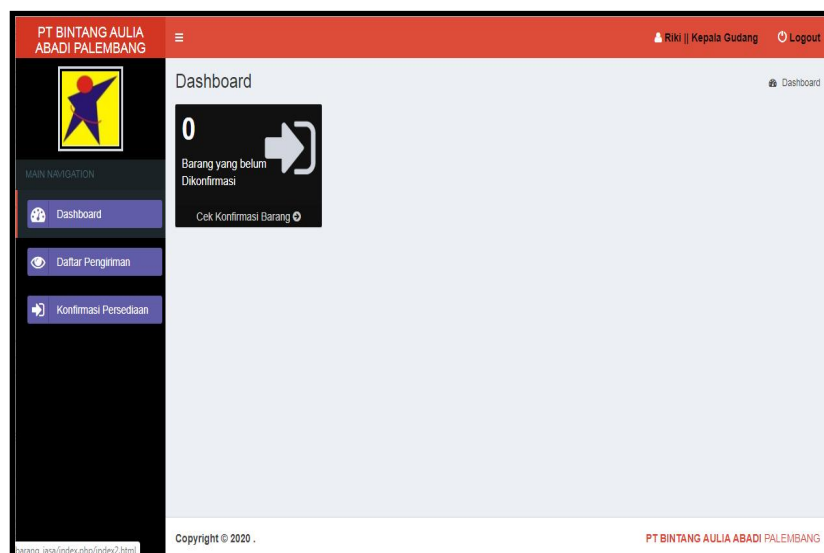 PT BINTANG AULIA
ABADI PALEMBANG
Riki || Kepala Gudang
Logout
Dashboard
Dashboard
0
Barang yang belum
Dikonfirmasi
Cek Konfirmasi Barang
MAIN NAVIGATION
Dashboard
Daftar Pengiriman
Konfirmasi Persediaan
Copyright © 2020 .
PT BINTANG AULIA ABADI PALEMBANG
barang_jasa/index.php/index2.html